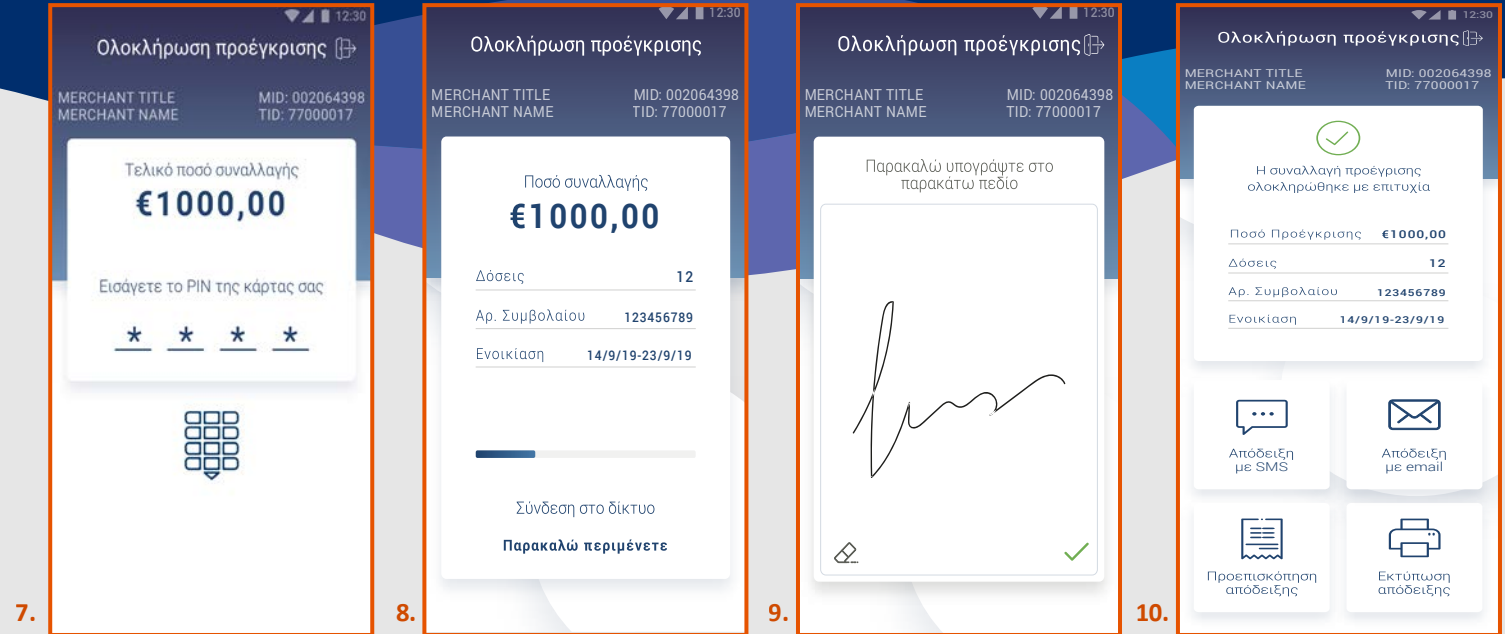 12:30
Ολοκλήρωση προέγκρισης
MERCHANT TITLE MID: 002064398
MERCHANT NAME TID: 77000017
Τελικό ποσό συναλλαγής
€1000,00
Εισάγετε το PIN της κάρτας σας
* * * *
7.
12:30
Ολοκλήρωση προέγκρισης
MERCHANT TITLE MID: 002064398
MERCHANT NAME TID: 77000017
Ποσό συναλλαγής
€1000,00
Δόσεις 12
Αρ. Συμβολαίου 123456789
Ενοικίαση 14/9/19-23/9/19
Σύνδεση στο δίκτυο
Παρακαλώ περιμένετε
8.
12:30
Ολοκλήρωση προέγκρισης
MERCHANT TITLE MID: 002064398
MERCHANT NAME TID: 77000017
Παρακαλώ υπογράψτε στο
παρακάτω πεδίο
9.
12:30
Ολοκλήρωση προέγκρισης
MERCHANT TITLE MID: 002064398
MERCHANT NAME TID: 77000017
Η συναλλαγή προέγρισης
ολοκληρώθηκε με επιτυχία
Ποσό Προέγκρισης €1000,00
Δόσεις 12
Αρ. Συμβολαίου 123456789
Ενοικίαση 14/9/19-23/9/19
Απόδειξη
με SMS
Απόδειξη
με email
Προεπισκόπηση
απόδειξης
Εκτύπωση
απόδειξης
10.